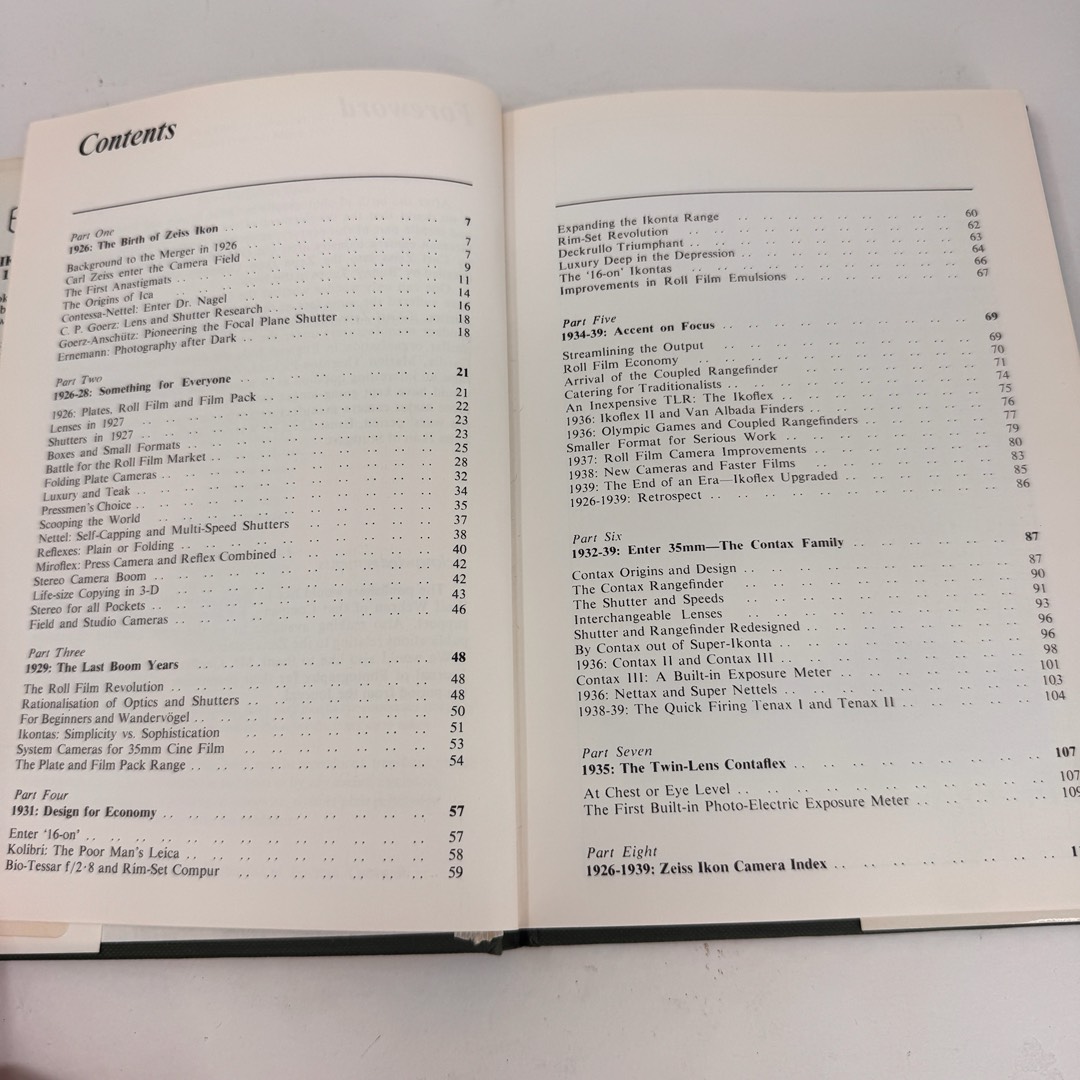 Contents
Part One
1926: The Birth of Zeiss Ikon 7
Background to the Merger in 1926 7
Carl Zeiss enter the Camera Field 7
The First Anastigmats 9
The Origins of Ica 11
Contessa-Nettel: Enter Dr. Nagel 14
C. P. Goerz: Lens and Shutter Research 16
Goerz-Anschütz: Pioneering the Focal Plane Shutter 18
Ernemann: Photography after Dark 18
Part Two
1926-28: Something for Everyone 21
1926: Plates, Roll Film and Film Pack 21
Lenses in 1927 22
Shutters in 1927 23
Boxes and Small Formats 23
Battle for the Roll Film Market 25
Folding Plate Cameras 28
Luxury and Teak 32
Pressmen's Choice 34
Scooping the World 35
Nettel: Self-Capping and Multi-Speed Shutters 37
Reflexes: Plain or Folding 38
Miroflex: Press Camera and Reflex Combined 40
Stereo Camera Boom 42
Life-size Copying in 3-D 42
Stereo for all Pockets 43
Field and Studio Cameras 46
Part Three
1929: The Last Boom Years 48
The Roll Film Revolution 48
Rationalisation of Optics and Shutters 48
For Beginners and Wandervögel 50
Ikontas: Simplicity vs. Sophistication 51
System Cameras for 35mm Cine Film 53
The Plate and Film Pack Range 54
Part Four
1931: Design for Economy 57
Enter '16-on' 57
Kolibri: The Poor Man's Leica 58
Bio-Tessar f/2·8 and Rim-Set Compur 59
Expanding the Ikonta Range 60
Rim-Set Revolution 62
Deckrullo Triumphant 63
Luxury Deep in the Depression 64
The '16-on' Ikontas 66
Improvements in Roll Film Emulsions 67
Part Five
1934-39: Accent on Focus 69
Streamlining the Output 69
Roll Film Economy 70
Arrival of the Coupled Rangefinder 71
Catering for Traditionalists 74
An Inexpensive TLR: The Ikoflex 75
1936: Ikoflex II and Van Albada Finders 76
1936: Olympic Games and Coupled Rangefinders 77
Smaller Format for Serious Work 79
1937: Roll Film Camera Improvements 80
1938: New Cameras and Faster Films 83
1939: The End of an Era—Ikoflex Upgraded 85
1926-1939: Retrospect 86
Part Six
1932-39: Enter 35mm—The Contax Family 87
Contax Origins and Design 87
The Contax Rangefinder 90
The Shutter and Speeds 91
Interchangeable Lenses 93
Shutter and Rangefinder Redesigned 96
By Contax out of Super-Ikonta 96
1936: Contax II and Contax III 98
Contax III: A Built-in Exposure Meter 101
1936: Nettax and Super Nettels 103
1938-39: The Quick Firing Tenax I and Tenax II 104
Part Seven
1935: The Twin-Lens Contaflex 107
At Chest or Eye Level 107
The First Built-in Photo-Electric Exposure Meter 109
Part Eight
1926-1939: Zeiss Ikon Camera Index